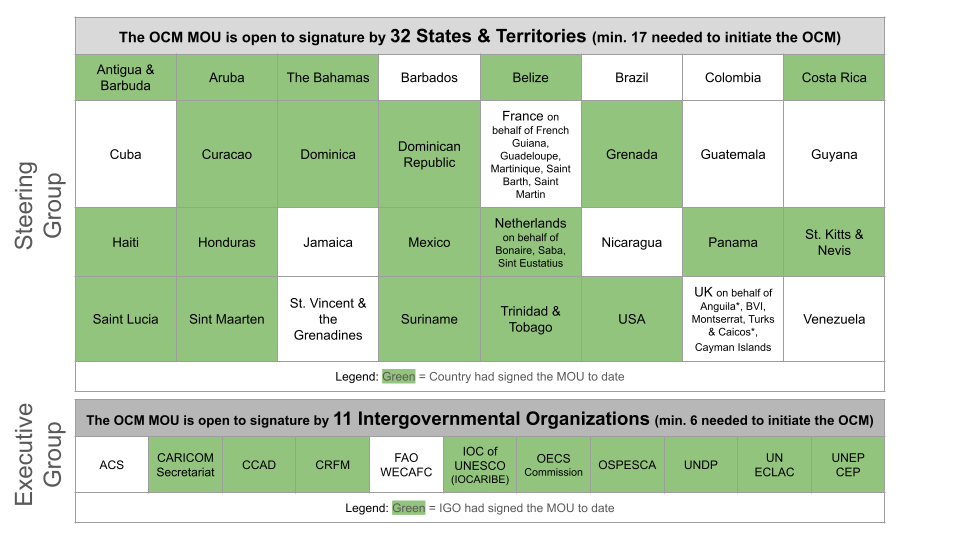 The OCM MOU is open to signature by 32 States & Territories (min. 17 needed to initiate the OCM)
Antigua &
Barbuda
Aruba
The Bahamas
Barbados
Belize
Brazil
Colombia
Costa Rica
Steering
Group
Cuba
Curacao
Dominica
Dominican
Republic
France on
behalf of French
Guiana,
Guadeloupe,
Martinique, Saint
Barth, Saint
Martin
Grenada
Guatemala
Guyana
Haiti
Honduras
Jamaica
Mexico
Netherlands
on behalf of
Bonaire, Saba,
Sint Eustatius
Nicaragua
Panama
St. Kitts &
Nevis
Saint Lucia
Sint Maarten
St. Vincent &
the
Grenadines
Suriname
Trinidad &
Tobago
USA
UK on behalf of
Anguila*, BVI,
Montserrat, Turks
& Caicos*,
Cayman Islands
Venezuela
Legend: Green = Country had signed the MOU to date
Executive
Group
The OCM MOU is open to signature by 11 Intergovernmental Organizations (min. 6 needed to initiate the OCM)
ACS
CARICOM
Secretariat
CCAD
CRFM
FAO
WECAFC
IOC of
UNESCO
(IOCARIBE)
OECS
Commission
OSPESCA
UNDP
UN
ECLAC
UNEP
CEP
Legend: Green = IGO had signed the MOU to date